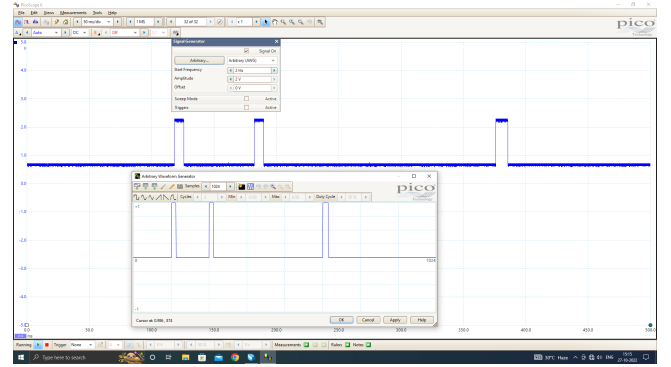 PicoScope 6
File Edit Views Measurements Tools Help
50 ms/div x 1 1 MS 32 of 32 x 1
pico
Technology
A Auto DC B Off
Signal Generator
Signal On
Arbitrary... Arbitrary (AWG)
Start Frequency 2 Hz
Amplitude 2 V
Offset 0 V
Sweep Mode Active
Triggers Active
5.0
V
4.0
3.0
2.0
1.0
0.0
-1.0
-2.0
-3.0
-4.0
-5.0
Arbitrary Waveform Generator
Samples 1024
pico
Technology
Cycles Min Max Duty Cycle
+1
0 1024
-1
OK Cancel Apply Help
0.0 50.0 100.0 150.0 200.0 250.0 300.0 350.0 400.0 450.0 500.0
ms
Running Trigger None Measurements Rulers Notes
Type here to search
30°C Haze ENG 15:15
27-10-2022